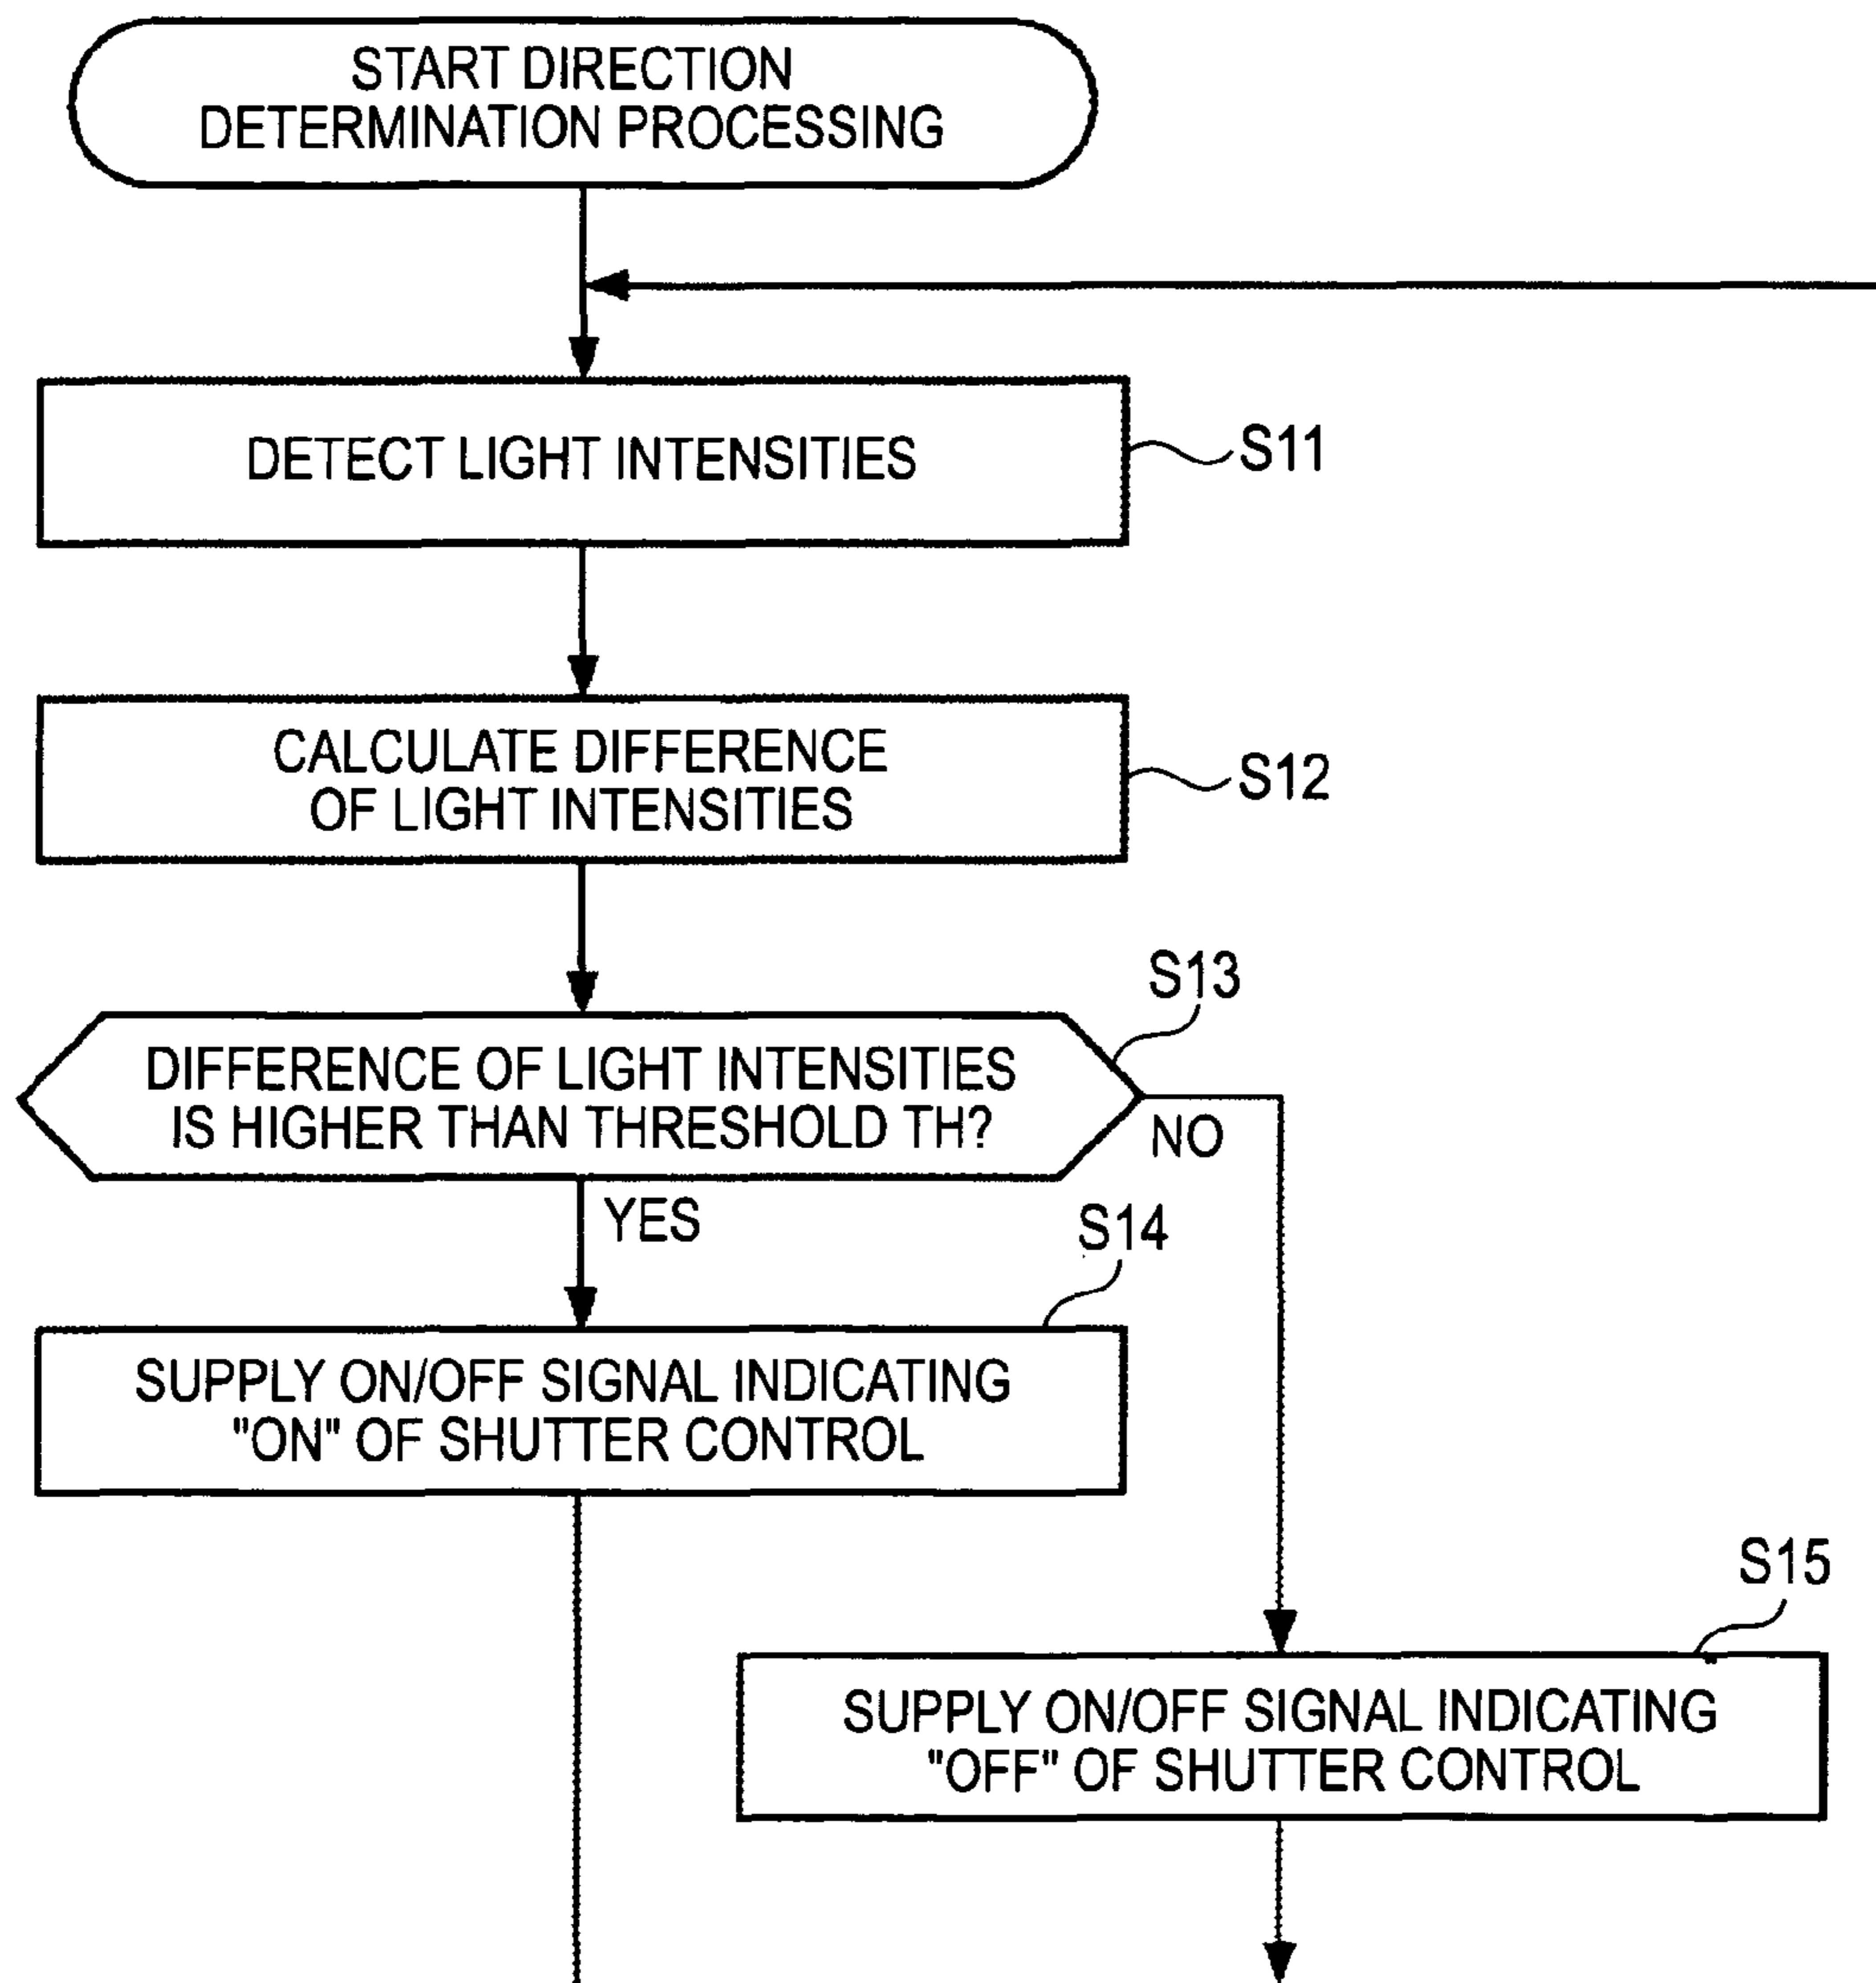 START DIRECTION
DETERMINATION PROCESSING
DETECT LIGHT INTENSITIES
S11
CALCULATE DIFFERENCE
OF LIGHT INTENSITIES
S12
S13
DIFFERENCE OF LIGHT INTENSITIES
IS HIGHER THAN THRESHOLD TH?
NO
YES
S14
SUPPLY ON/OFF SIGNAL INDICATING
"ON" OF SHUTTER CONTROL
S15
SUPPLY ON/OFF SIGNAL INDICATING
"OFF" OF SHUTTER CONTROL